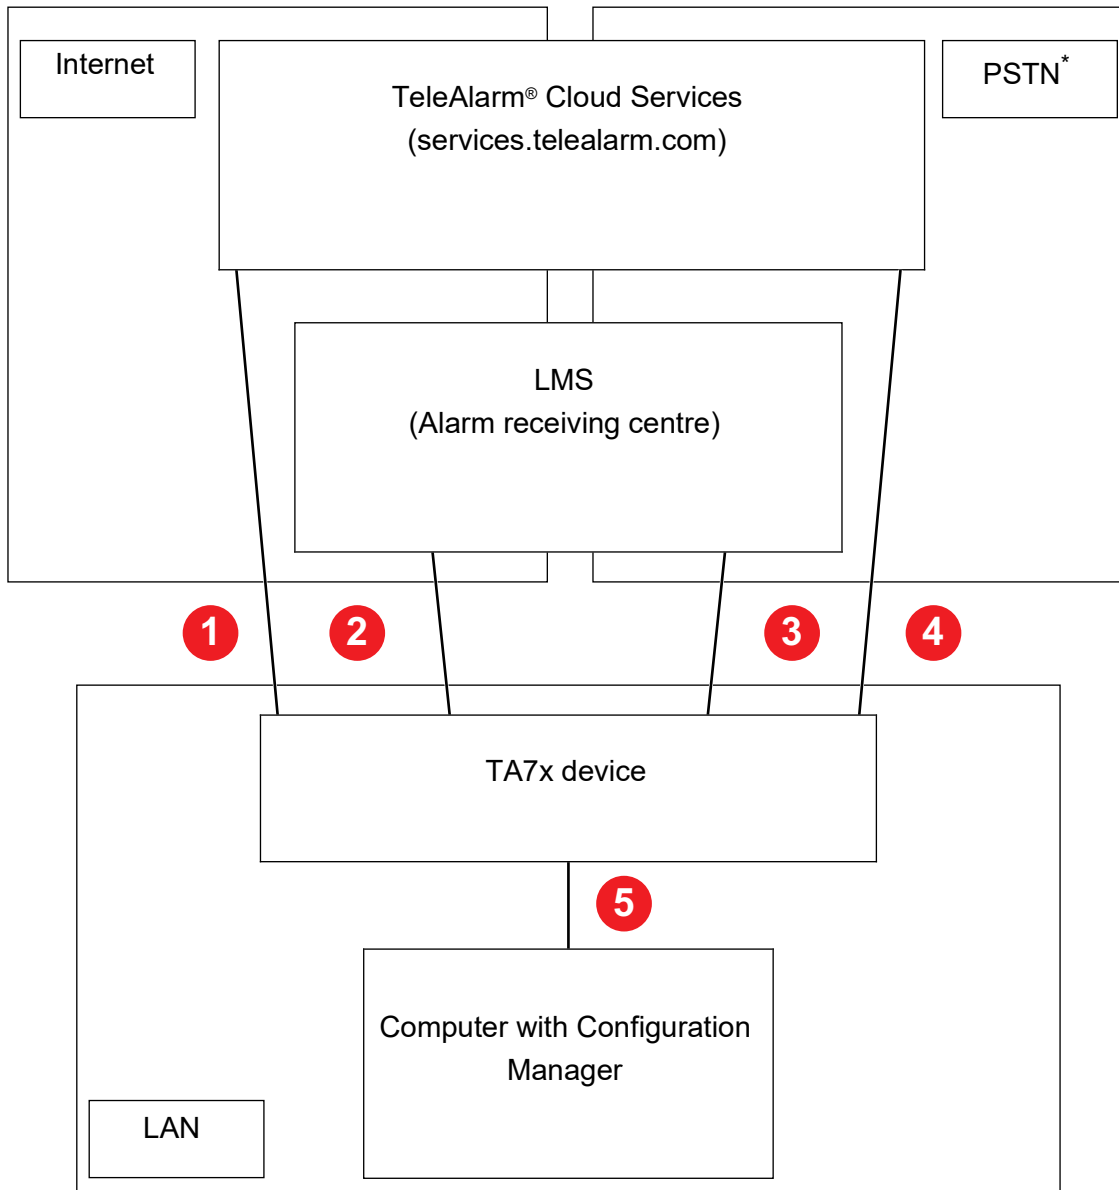 Internet
TeleAlarm® Cloud Services
(services.telealarm.com)
PSTN*
LMS
(Alarm receiving centre)
1
2
3
4
TA7x device
5
Computer with Configuration
Manager
LAN